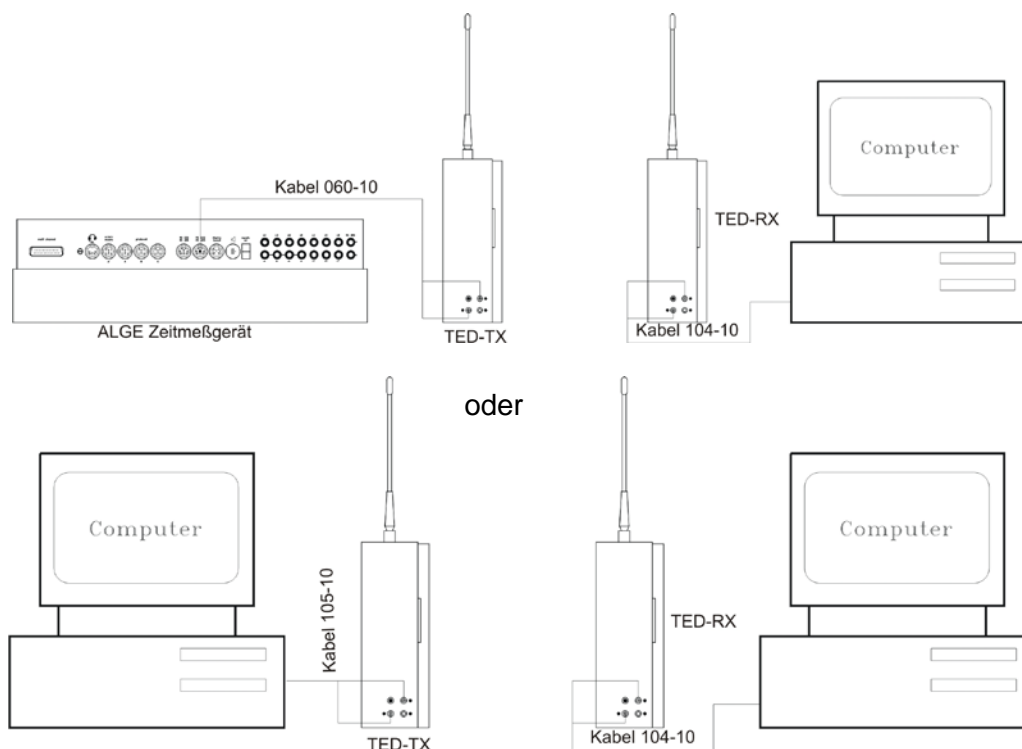 Kabel 060-10
Computer
TED-RX
ALGE Zeitmeßgerät
TED-TX
Kabel 104-10
oder
Computer
Kabel 105-10
TED-TX
Computer
TED-RX
Kabel 104-10